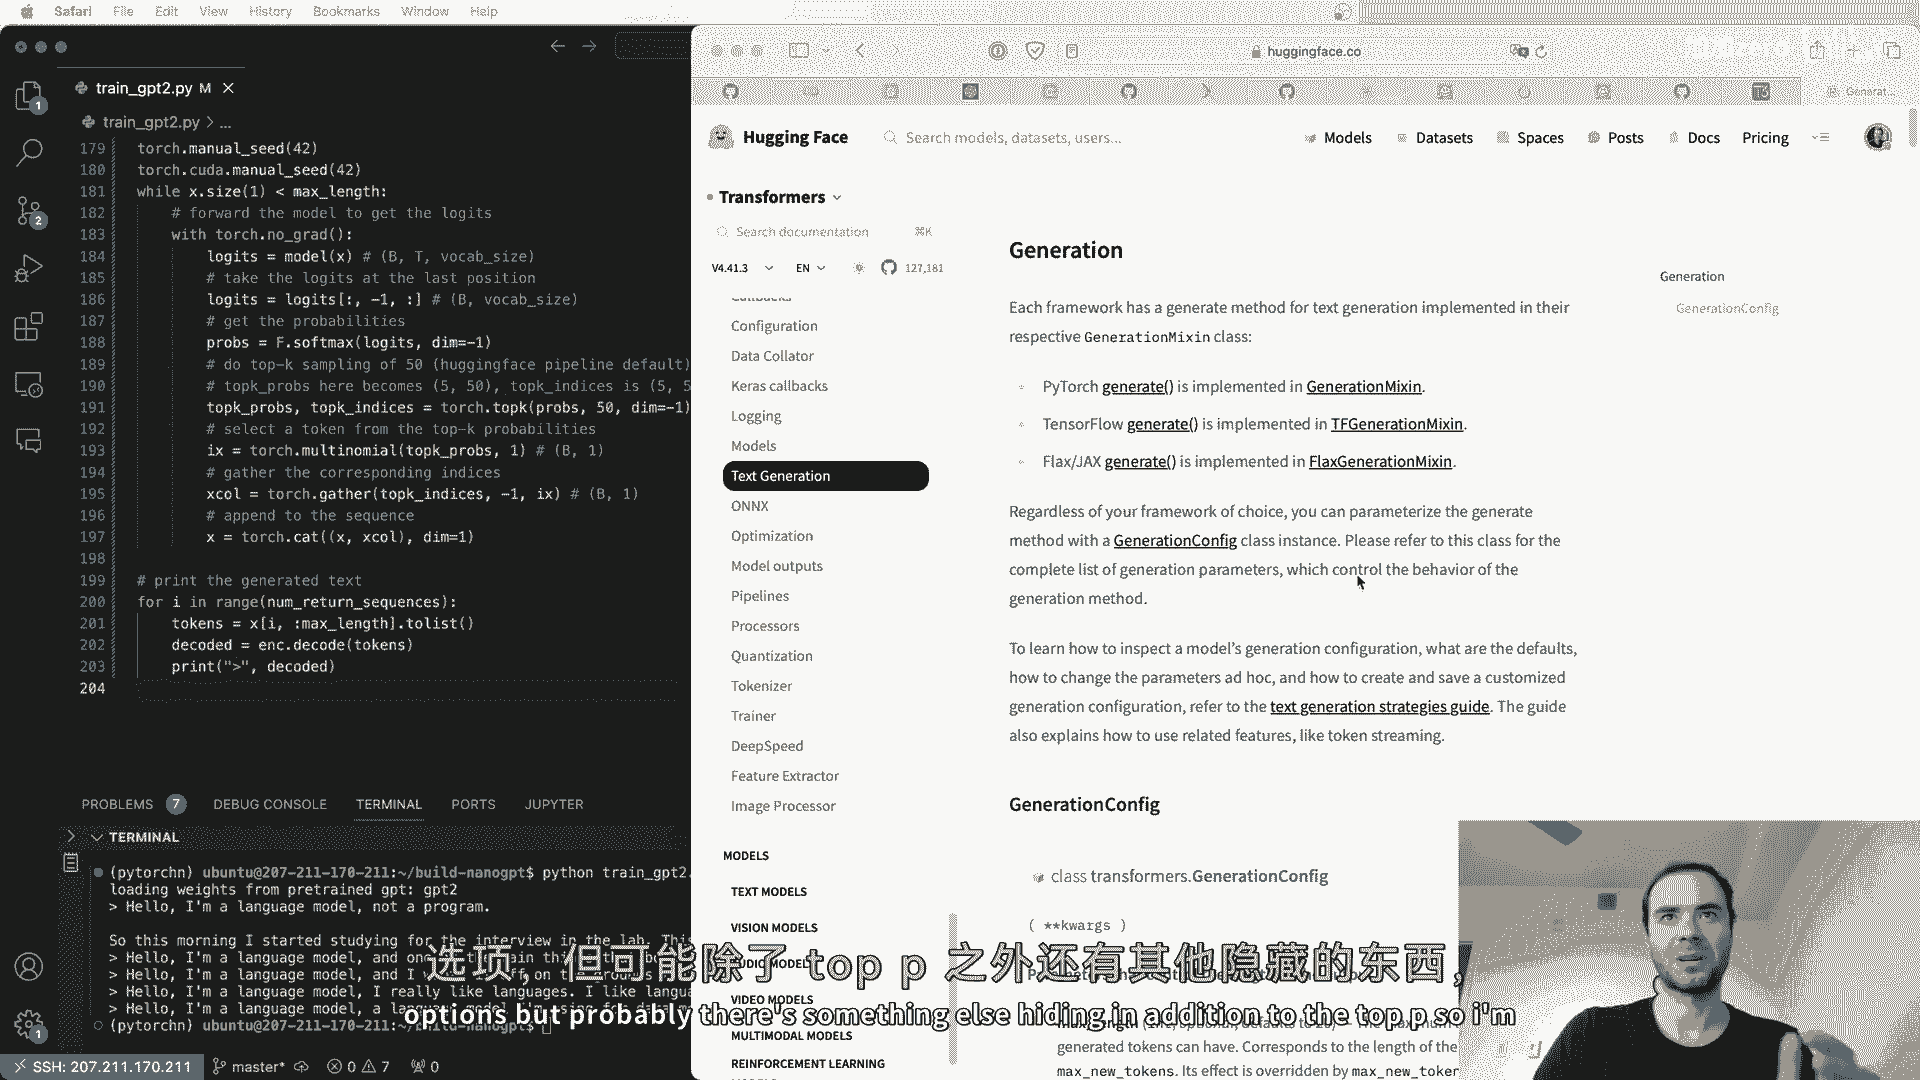 Safari File Edit View History Bookmarks Window Help
train_gpt2.py M
train_gpt2.py > ...
179 torch.manual_seed(42)
180 torch.cuda.manual_seed(42)
181 while x.size(1) < max_length:
182 # forward the model to get the logits
183 with torch.no_grad():
184 logits = model(x) # (B, T, vocab_size)
185 # take the logits at the last position
186 logits = logits[:, -1, :] # (B, vocab_size)
187 # get the probabilities
188 probs = F.softmax(logits, dim=-1)
189 # do top-k sampling of 50 (huggingface pipeline default)
190 # topk_probs here becomes (5, 50), topk_indices is (5, 5
191 topk_probs, topk_indices = torch.topk(probs, 50, dim=-1)
192 # select a token from the top-k probabilities
193 ix = torch.multinomial(topk_probs, 1) # (B, 1)
194 # gather the corresponding indices
195 xcol = torch.gather(topk_indices, -1, ix) # (B, 1)
196 # append to the sequence
197 x = torch.cat((x, xcol), dim=1)
198
199 # print the generated text
200 for i in range(num_return_sequences):
201 tokens = x[i, :max_length].tolist()
202 decoded = enc.decode(tokens)
203 print(">", decoded)
204
PROBLEMS 7 DEBUG CONSOLE TERMINAL PORTS JUPYTER
TERMINAL
(pytorchn) ubuntu@207-211-170-211:~/build-nanogpt$ python train_gpt2.
loading weights from pretrained gpt: gpt2
> Hello, I'm a language model, not a program.
So this morning I started studying for the interview in the lab. This
> Hello, I'm a language model, and
> Hello, I'm a language model, and I
> Hello, I'm a language model, I really like languages. I like langua
> Hello, I'm a language model,
(pytorchn) ubuntu@207-211-170-211:~/build-nanogpt$
SSH: 207.211.170.211 master* 0 7 0
huggingface.co
Generat...
Hugging Face
Search models, datasets, users...
Models Datasets Spaces Posts Docs Pricing
Transformers
Search documentation ⌘K
V4.41.3 EN 127,181
Callbacks
Configuration
Data Collator
Keras callbacks
Logging
Models
Text Generation
ONNX
Optimization
Model outputs
Pipelines
Processors
Quantization
Tokenizer
Trainer
DeepSpeed
Feature Extractor
Image Processor
MODELS
TEXT MODELS
VISION MODELS
VIDEO MODELS
MULTIMODAL MODELS
REINFORCEMENT LEARNING
Generation
Each framework has a generate method for text generation implemented in their
respective GenerationMixin class:
PyTorch generate() is implemented in GenerationMixin.
TensorFlow generate() is implemented in TFGenerationMixin.
Flax/JAX generate() is implemented in FlaxGenerationMixin.
Regardless of your framework of choice, you can parameterize the generate
method with a GenerationConfig class instance. Please refer to this class for the
complete list of generation parameters, which control the behavior of the
generation method.
To learn how to inspect a model's generation configuration, what are the defaults,
how to change the parameters ad hoc, and how to create and save a customized
generation configuration, refer to the text generation strategies guide. The guide
also explains how to use related features, like token streaming.
GenerationConfig
class transformers.GenerationConfig
( **kwargs )
generated tokens can have. Corresponds to the length of the
max_new_tokens. Its effect is overridden by max_new_token
Generation
GenerationConfig
选项，但可能除了 top p 之外还有其他隐藏的东西，
options but probably there's something else hiding in addition to the top p so i'm